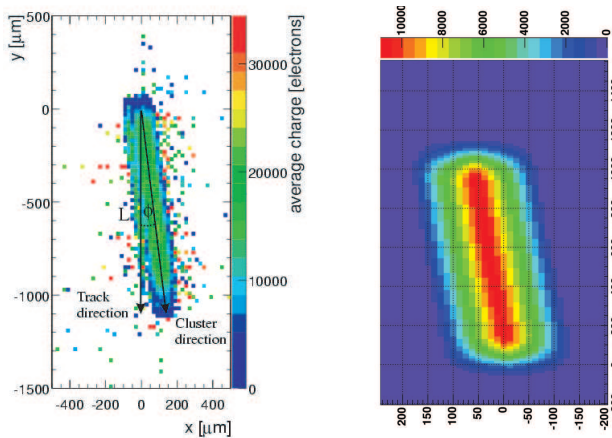 y [μm]
500
0
-500
-1000
-1500
L
Φ
Track
direction
Cluster
direction
-400 -200 0 200 400
x [μm]
average charge [electrons]
30000
20000
10000
0
10000 8000 6000 4000 2000 0
200 150 100 50 0 -50 -100 -150 -200